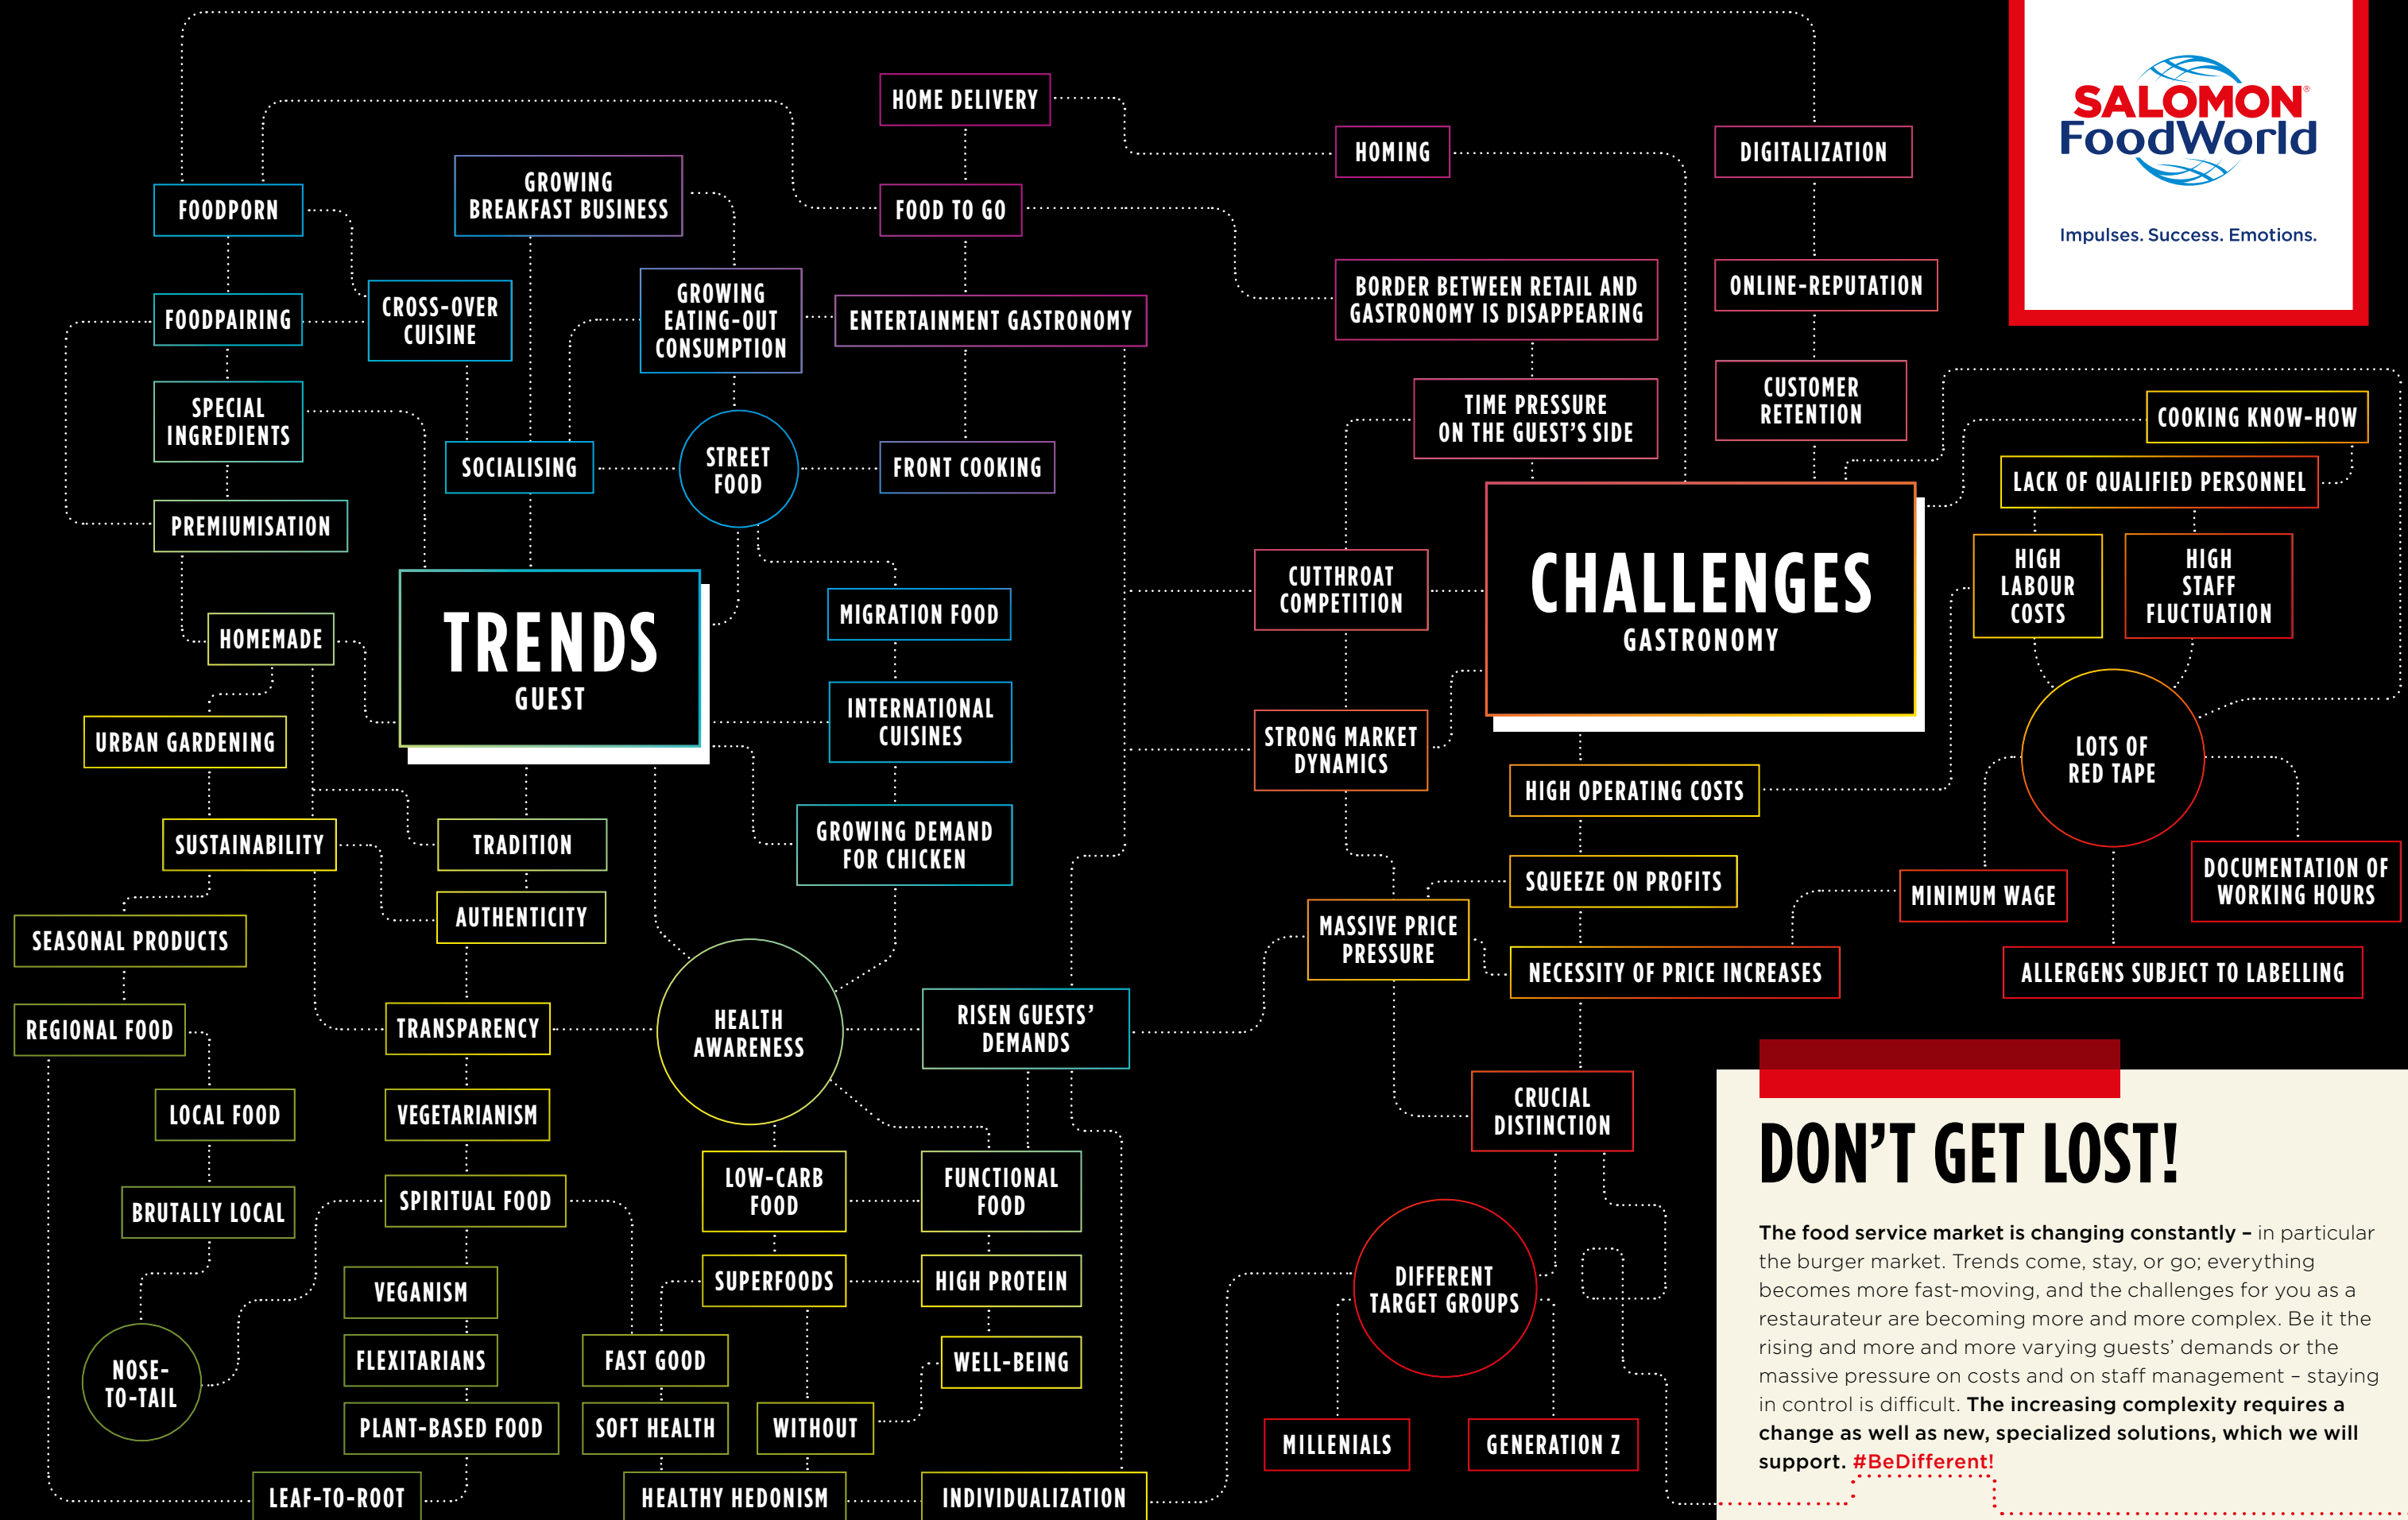 SALOMON®
FoodWorld
Impulses. Success. Emotions.
HOME DELIVERY
HOMING
DIGITALIZATION
FOODPORN
GROWING
BREAKFAST BUSINESS
FOOD TO GO
FOODPAIRING
CROSS-OVER
CUISINE
GROWING
EATING-OUT
CONSUMPTION
ENTERTAINMENT GASTRONOMY
BORDER BETWEEN RETAIL AND
GASTRONOMY IS DISAPPEARING
ONLINE-REPUTATION
SPECIAL
INGREDIENTS
SOCIALISING
STREET
FOOD
FRONT COOKING
TIME PRESSURE
ON THE GUEST'S SIDE
CUSTOMER
RETENTION
COOKING KNOW-HOW
LACK OF QUALIFIED PERSONNEL
PREMIUMISATION
TRENDS
GUEST
MIGRATION FOOD
CUTTHROAT
COMPETITION
CHALLENGES
GASTRONOMY
HIGH
LABOUR
COSTS
HIGH
STAFF
FLUCTUATION
HOMEMADE
URBAN GARDENING
INTERNATIONAL
CUISINES
STRONG MARKET
DYNAMICS
HIGH OPERATING COSTS
LOTS OF
RED TAPE
SUSTAINABILITY
TRADITION
GROWING DEMAND
FOR CHICKEN
SQUEEZE ON PROFITS
MINIMUM WAGE
DOCUMENTATION OF
WORKING HOURS
SEASONAL PRODUCTS
AUTHENTICITY
MASSIVE PRICE
PRESSURE
NECESSITY OF PRICE INCREASES
ALLERGENS SUBJECT TO LABELLING
REGIONAL FOOD
TRANSPARENCY
HEALTH
AWARENESS
RISEN GUESTS'
DEMANDS
LOCAL FOOD
VEGETARIANISM
CRUCIAL
DISTINCTION
BRUTALLY LOCAL
SPIRITUAL FOOD
LOW-CARB
FOOD
FUNCTIONAL
FOOD
VEGANISM
SUPERFOODS
HIGH PROTEIN
DIFFERENT
TARGET GROUPS
NOSE-
TO-TAIL
FLEXITARIANS
FAST GOOD
WELL-BEING
PLANT-BASED FOOD
SOFT HEALTH
WITHOUT
MILLENIALS
GENERATION Z
LEAF-TO-ROOT
HEALTHY HEDONISM
INDIVIDUALIZATION
DON'T GET LOST!
The food service market is changing constantly – in particular
the burger market. Trends come, stay, or go; everything
becomes more fast-moving, and the challenges for you as a
restaurateur are becoming more and more complex. Be it the
rising and more and more varying guests' demands or the
massive pressure on costs and on staff management – staying
in control is difficult. The increasing complexity requires a
change as well as new, specialized solutions, which we will
support. #BeDifferent!